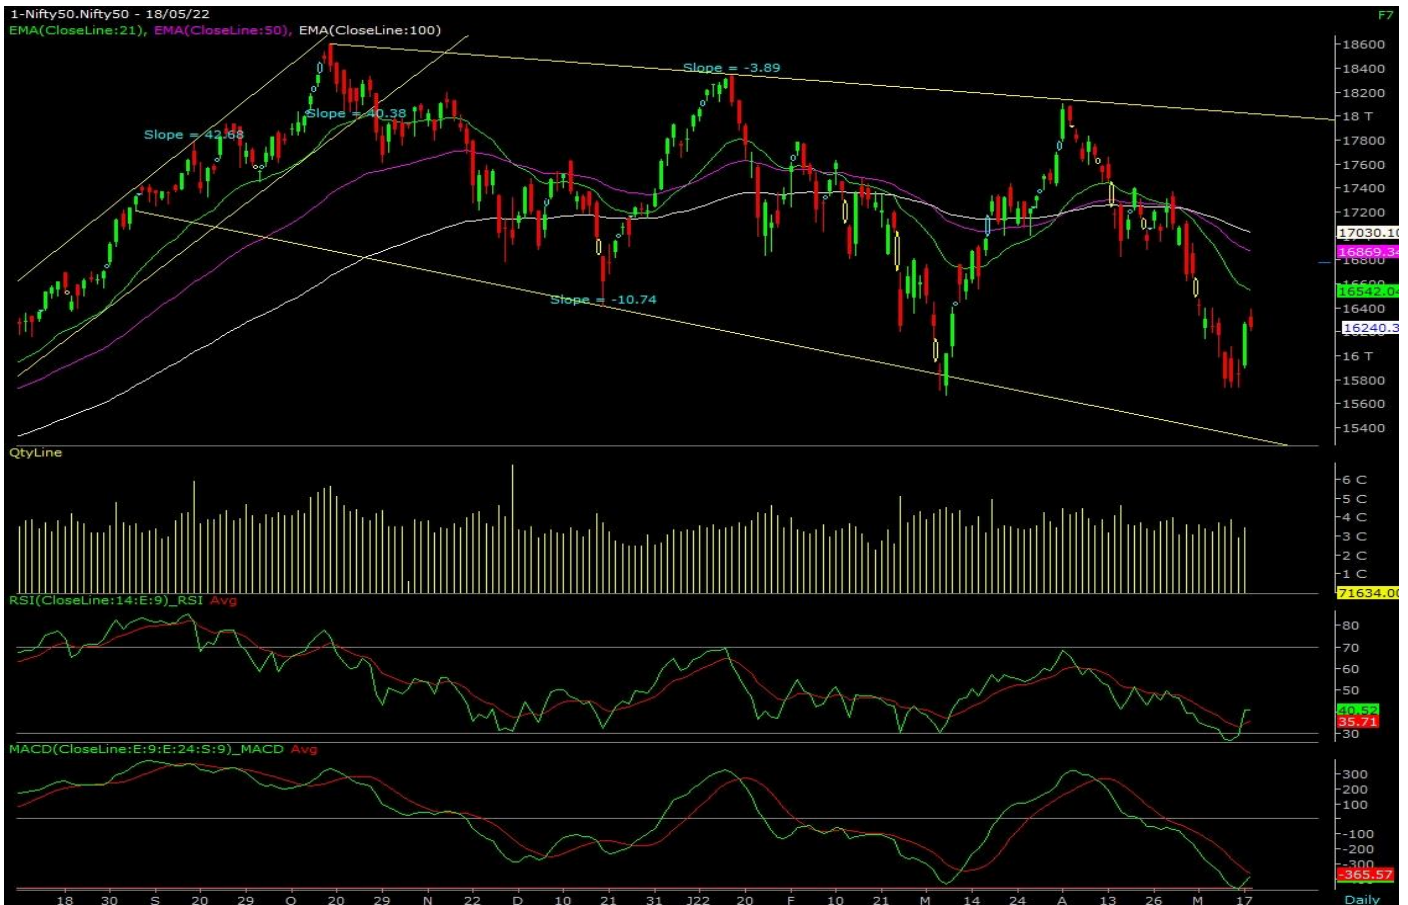 1-Nifty50.Nifty50 - 18/05/22
F7
EMA(CloseLine:21), EMA(CloseLine:50), EMA(CloseLine:100)
18600
Slope = -3.89
18400
18200
Slope = 40.38
18 T
Slope = 42.68
17800
17600
17400
17200
17030.10
16869.34
16800
16542.04
Slope = -10.74
16400
16240.3
16 T
15800
15600
15400
QtyLine
6 C
5 C
4 C
3 C
2 C
1 C
71634.00
RSI(CloseLine:14:E:9)_RSI Avg
80
70
60
50
40.52
35.71
30
MACD(CloseLine:E:9:E:24:S:9)_MACD Avg
300
200
100
-100
-200
-300
-365.57
18 30 S 20 29 O 20 29 N 22 D 10 21 31 J22 20 F 10 21 M 14 24 A 13 26 M 17 Daily